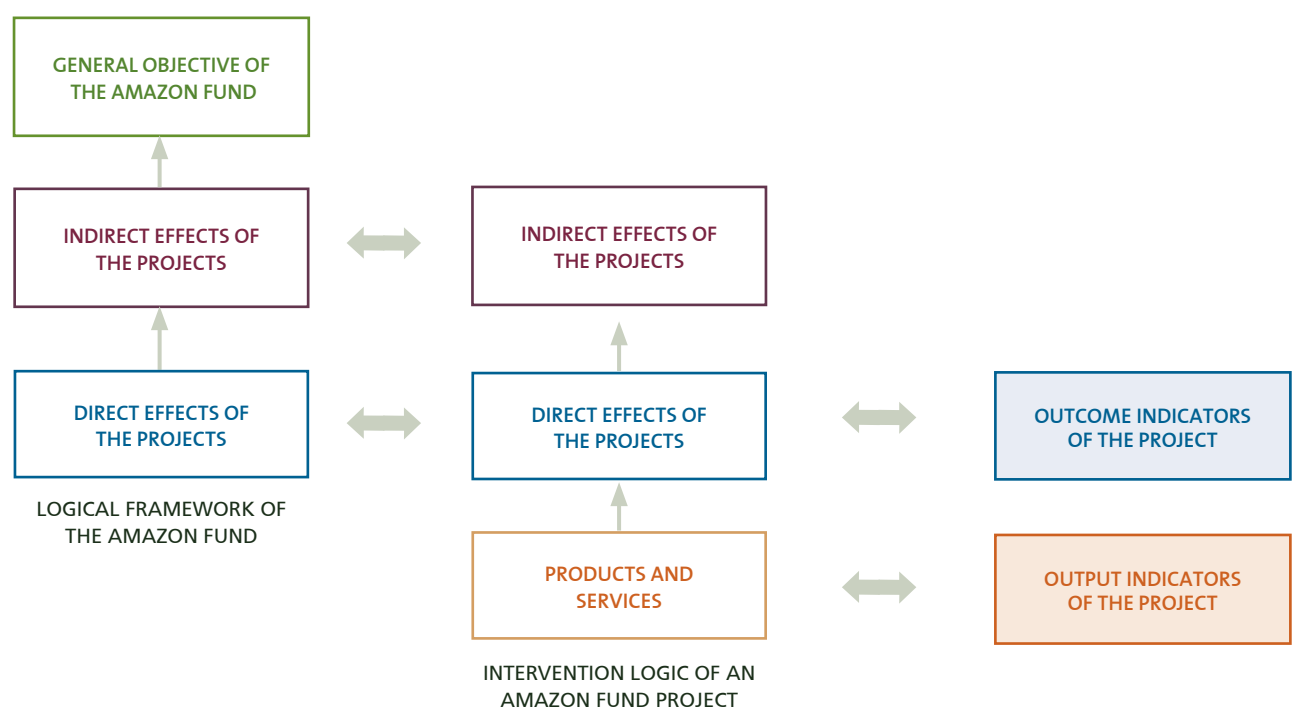 GENERAL OBJECTIVE OF
THE AMAZON FUND
INDIRECT EFFECTS OF
THE PROJECTS
INDIRECT EFFECTS OF
THE PROJECTS
DIRECT EFFECTS OF
THE PROJECTS
DIRECT EFFECTS OF
THE PROJECTS
OUTCOME INDICATORS
OF THE PROJECT
LOGICAL FRAMEWORK OF
THE AMAZON FUND
PRODUCTS AND
SERVICES
OUTPUT INDICATORS
OF THE PROJECT
INTERVENTION LOGIC OF AN
AMAZON FUND PROJECT